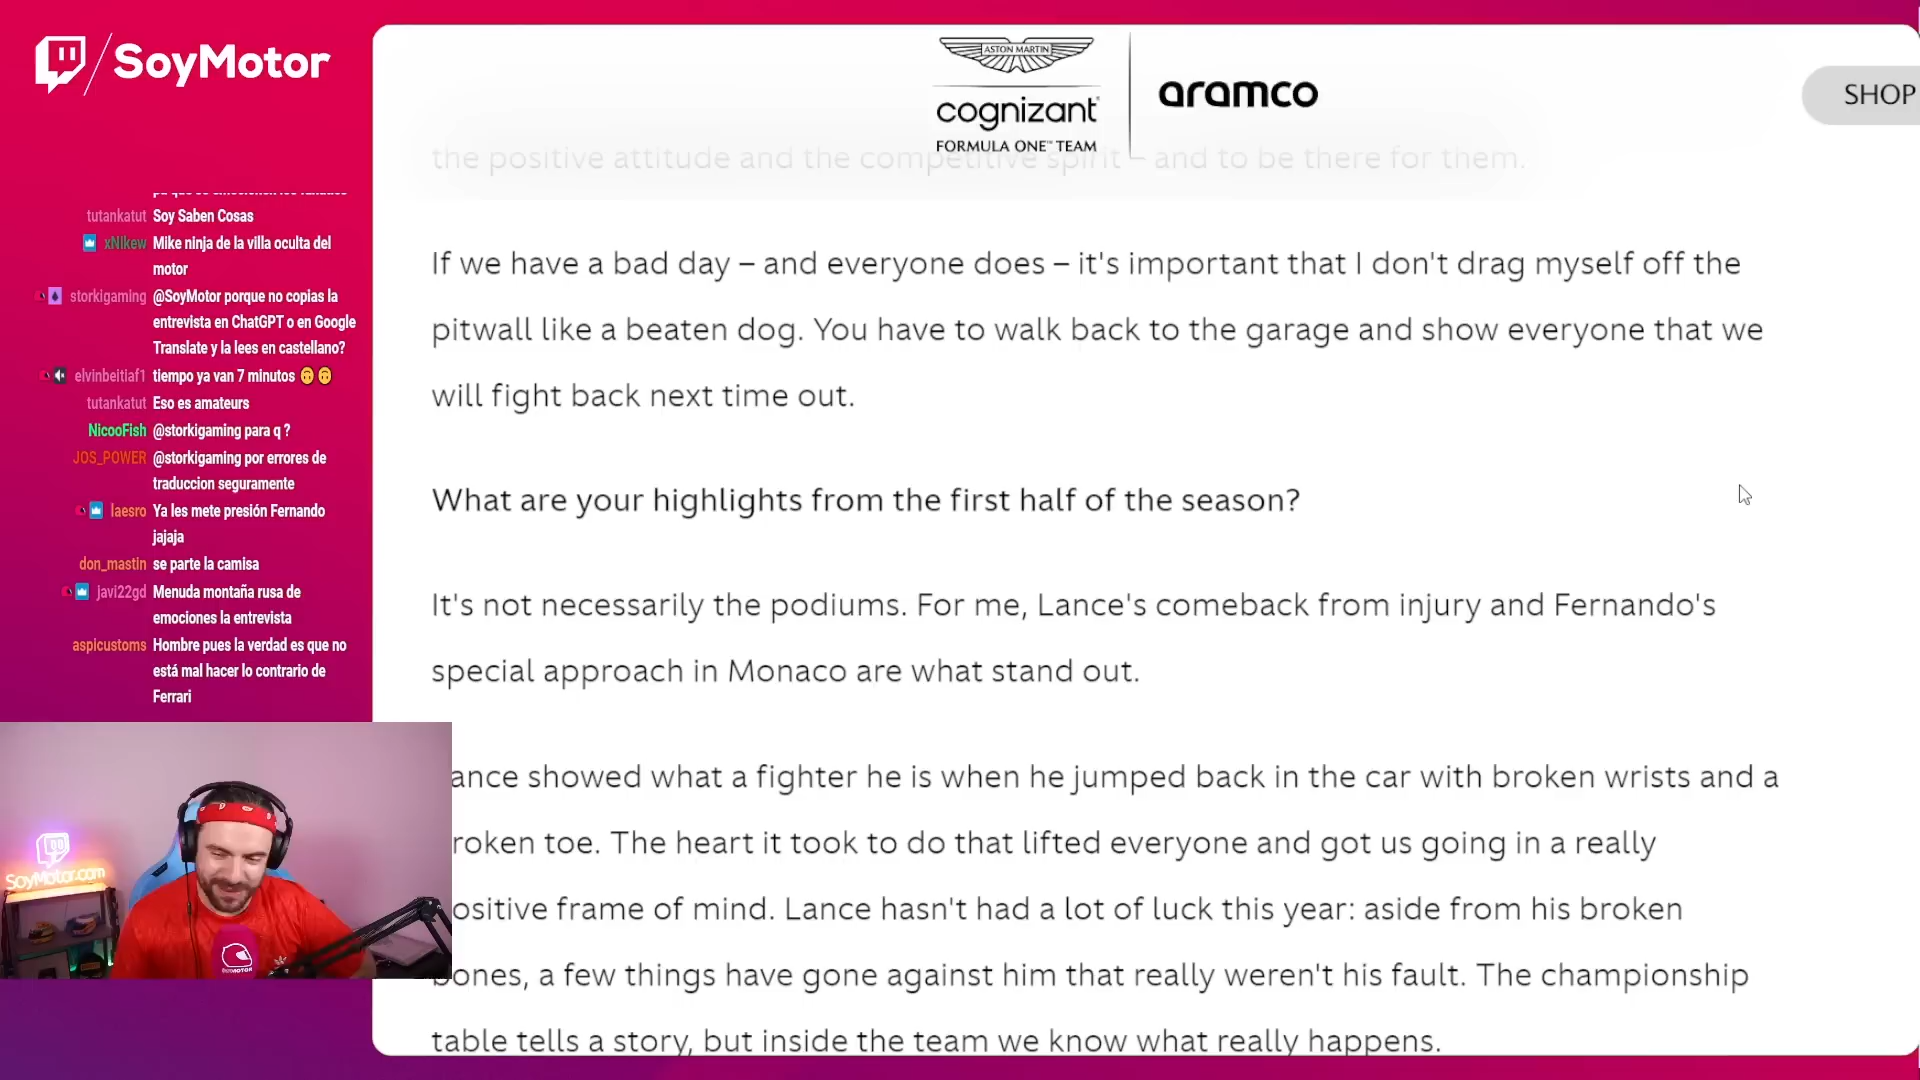 SoyMotor
tutankatut Soy Saben Cosas
xNikew Mike ninja de la villa oculta del
motor
storkigaming @SoyMotor porque no copias la
entrevista en ChatGPT o en Google
Translate y la lees en castellano?
elvinbeitiaf1 tiempo ya van 7 minutos 🙃🙃
tutankatut Eso es amateurs
NicooFish @storkigaming para q ?
JOS_POWER @storkigaming por errores de
traduccion seguramente
laesro Ya les mete presión Fernando
jajaja
don_mastin se parte la camisa
javi22gd Menuda montaña rusa de
emociones la entrevista
aspicustoms Hombre pues la verdad es que no
está mal hacer lo contrario de
Ferrari
SoyMotor.com
ASTON MARTIN
cognizant
FORMULA ONE™ TEAM
aramco
SHOP
the positive attitude and the competitive spirit – and to be there for them.
If we have a bad day – and everyone does – it's important that I don't drag myself off the
pitwall like a beaten dog. You have to walk back to the garage and show everyone that we
will fight back next time out.
What are your highlights from the first half of the season?
It's not necessarily the podiums. For me, Lance's comeback from injury and Fernando's
special approach in Monaco are what stand out.
ance showed what a fighter he is when he jumped back in the car with broken wrists and a
roken toe. The heart it took to do that lifted everyone and got us going in a really
ositive frame of mind. Lance hasn't had a lot of luck this year: aside from his broken
bones, a few things have gone against him that really weren't his fault. The championship
table tells a story, but inside the team we know what really happens.